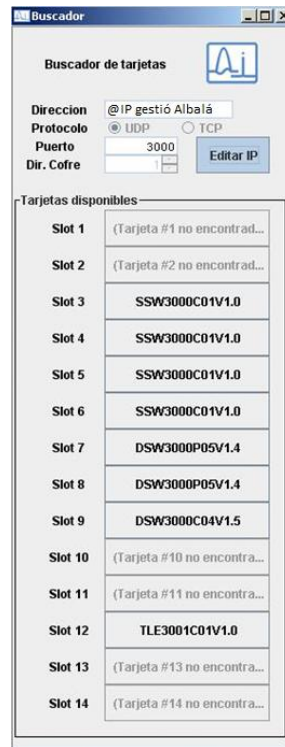 Buscador
Buscador de tarjetas
Direccion @IP gestió Albalá
Protocolo UDP TCP
Puerto 3000
Editar IP
Dir. Cofre 1
Tarjetas disponibles
Slot 1 (Tarjeta #1 no encontrad...
Slot 2 (Tarjeta #2 no encontrad...
Slot 3 SSW3000C01V1.0
Slot 4 SSW3000C01V1.0
Slot 5 SSW3000C01V1.0
Slot 6 SSW3000C01V1.0
Slot 7 DSW3000P05V1.4
Slot 8 DSW3000P05V1.4
Slot 9 DSW3000C04V1.5
Slot 10 (Tarjeta #10 no encontra...
Slot 11 (Tarjeta #11 no encontra...
Slot 12 TLE3001C01V1.0
Slot 13 (Tarjeta #13 no encontra...
Slot 14 (Tarjeta #14 no encontra...